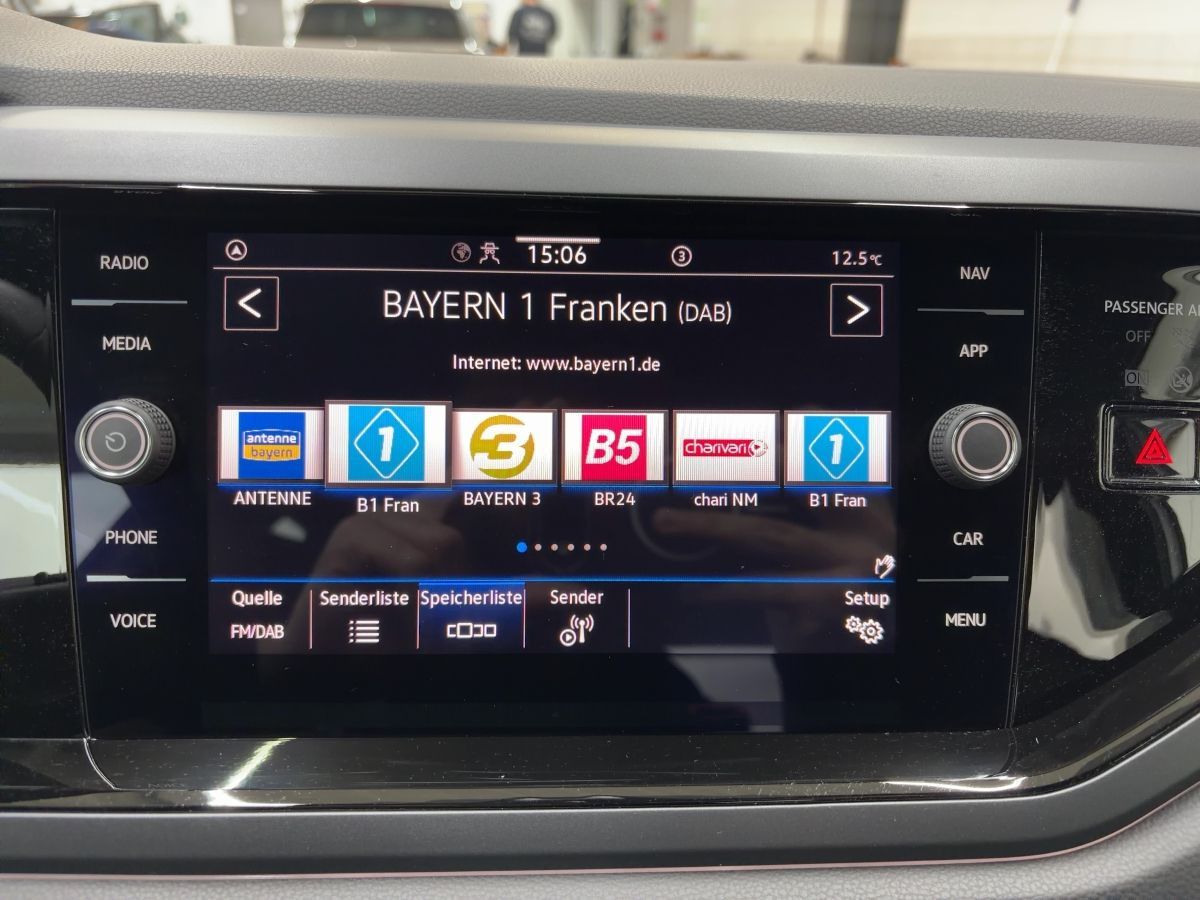 RADIO
MEDIA
PHONE
VOICE
15:06
3
12.5°C
<
BAYERN 1 Franken (DAB)
>
Internet: www.bayern1.de
antenne
bayern
1
3
B5
charivari
1
ANTENNE
B1 Fran
BAYERN 3
BR24
chari NM
B1 Fran
Quelle
FM/DAB
Senderliste
Speicherliste
Sender
Setup
NAV
APP
CAR
MENU
PASSENGER
OFF
ON